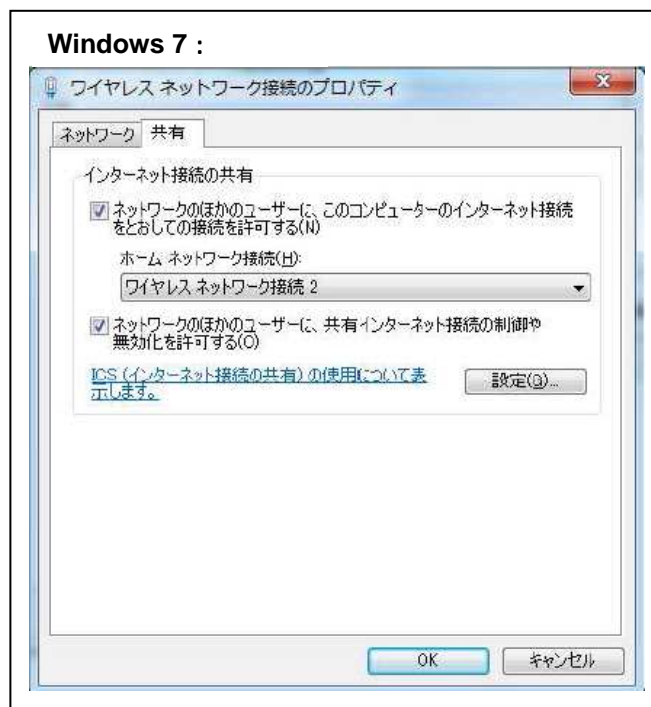 Windows 7：
ワイヤレス ネットワーク接続のプロパティ
ネットワーク 共有
インターネット接続の共有
ネットワークのほかのユーザーに、このコンピューターのインターネット接続
をとおしての接続を許可する(N)
ホーム ネットワーク接続(H):
ワイヤレス ネットワーク接続 2
ネットワークのほかのユーザーに、共有インターネット接続の制御や
無効化を許可する(O)
ICS (インターネット接続の共有) の使用について表
示します。
設定(G)...
OK キャンセル